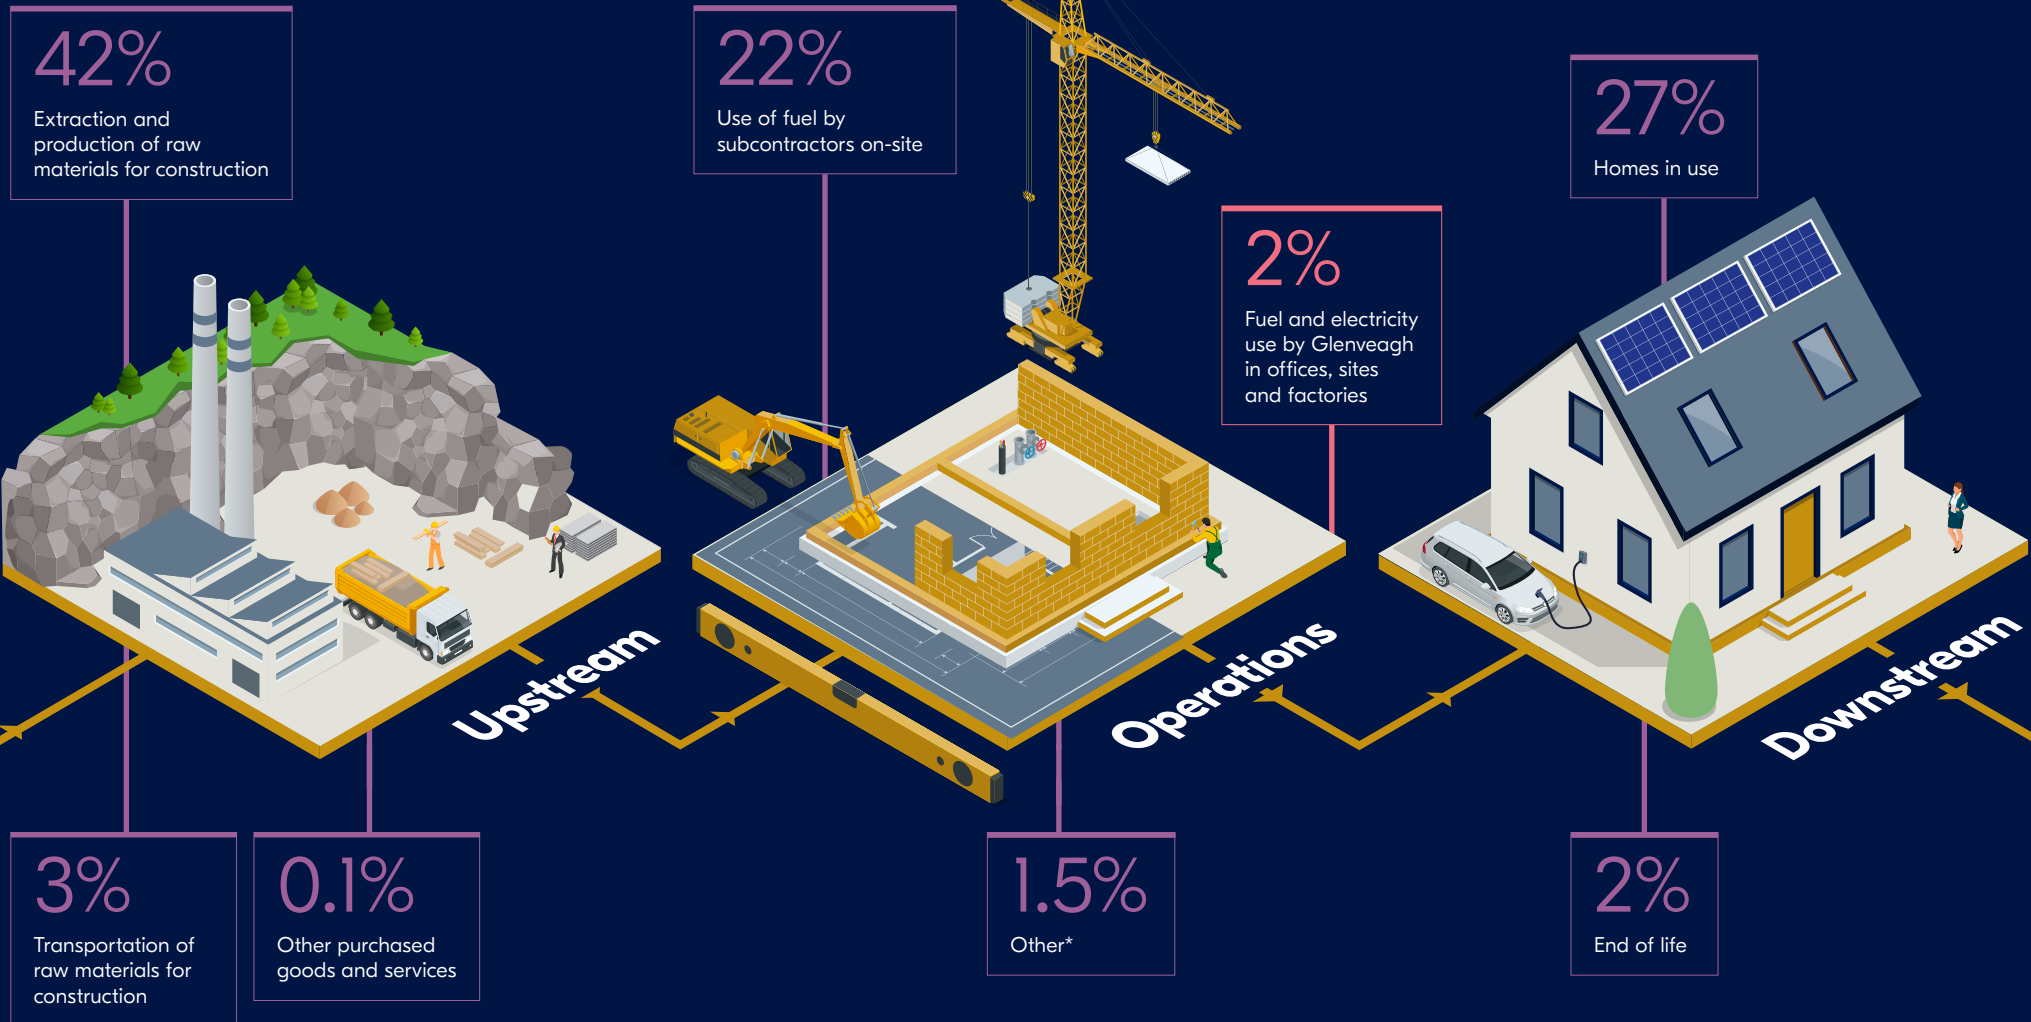 42%
Extraction and
production of raw
materials for construction
22%
Use of fuel by
subcontractors on-site
2%
Fuel and electricity
use by Glenveagh
in offices, sites
and factories
27%
Homes in use
Upstream
Operations
Downstream
3%
Transportation of
raw materials for
construction
0.1%
Other purchased
goods and services
1.5%
Other*
2%
End of life